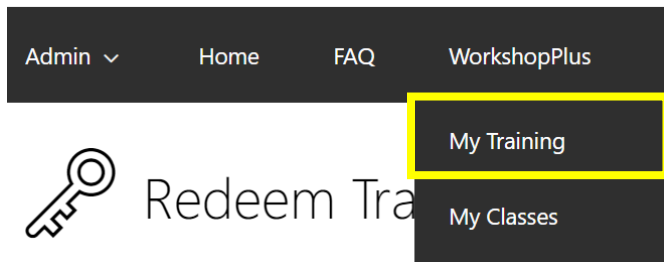 Admin Home FAQ WorkshopPlus
My Training
Redeem Tra
My Classes